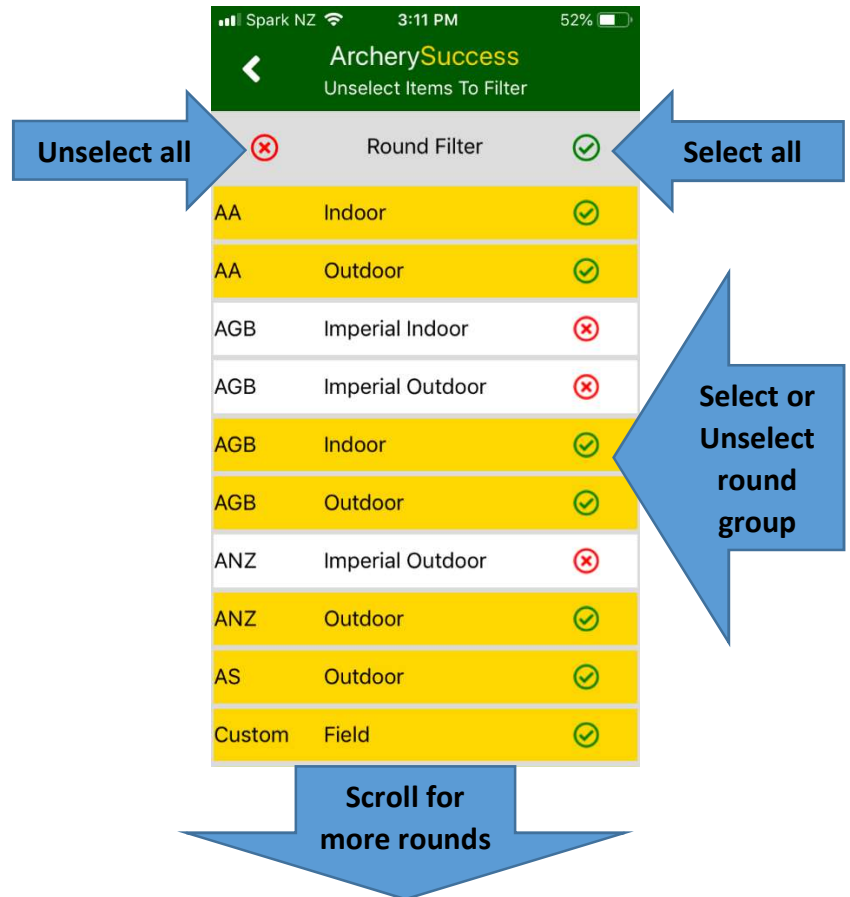 Spark NZ 3:11 PM 52%
ArcherySuccess
Unselect Items To Filter
Unselect all
Round Filter
Select all
AA Indoor
AA Outdoor
AGB Imperial Indoor
AGB Imperial Outdoor
AGB Indoor
AGB Outdoor
ANZ Imperial Outdoor
ANZ Outdoor
AS Outdoor
Custom Field
Select or
Unselect
round
group
Scroll for
more rounds